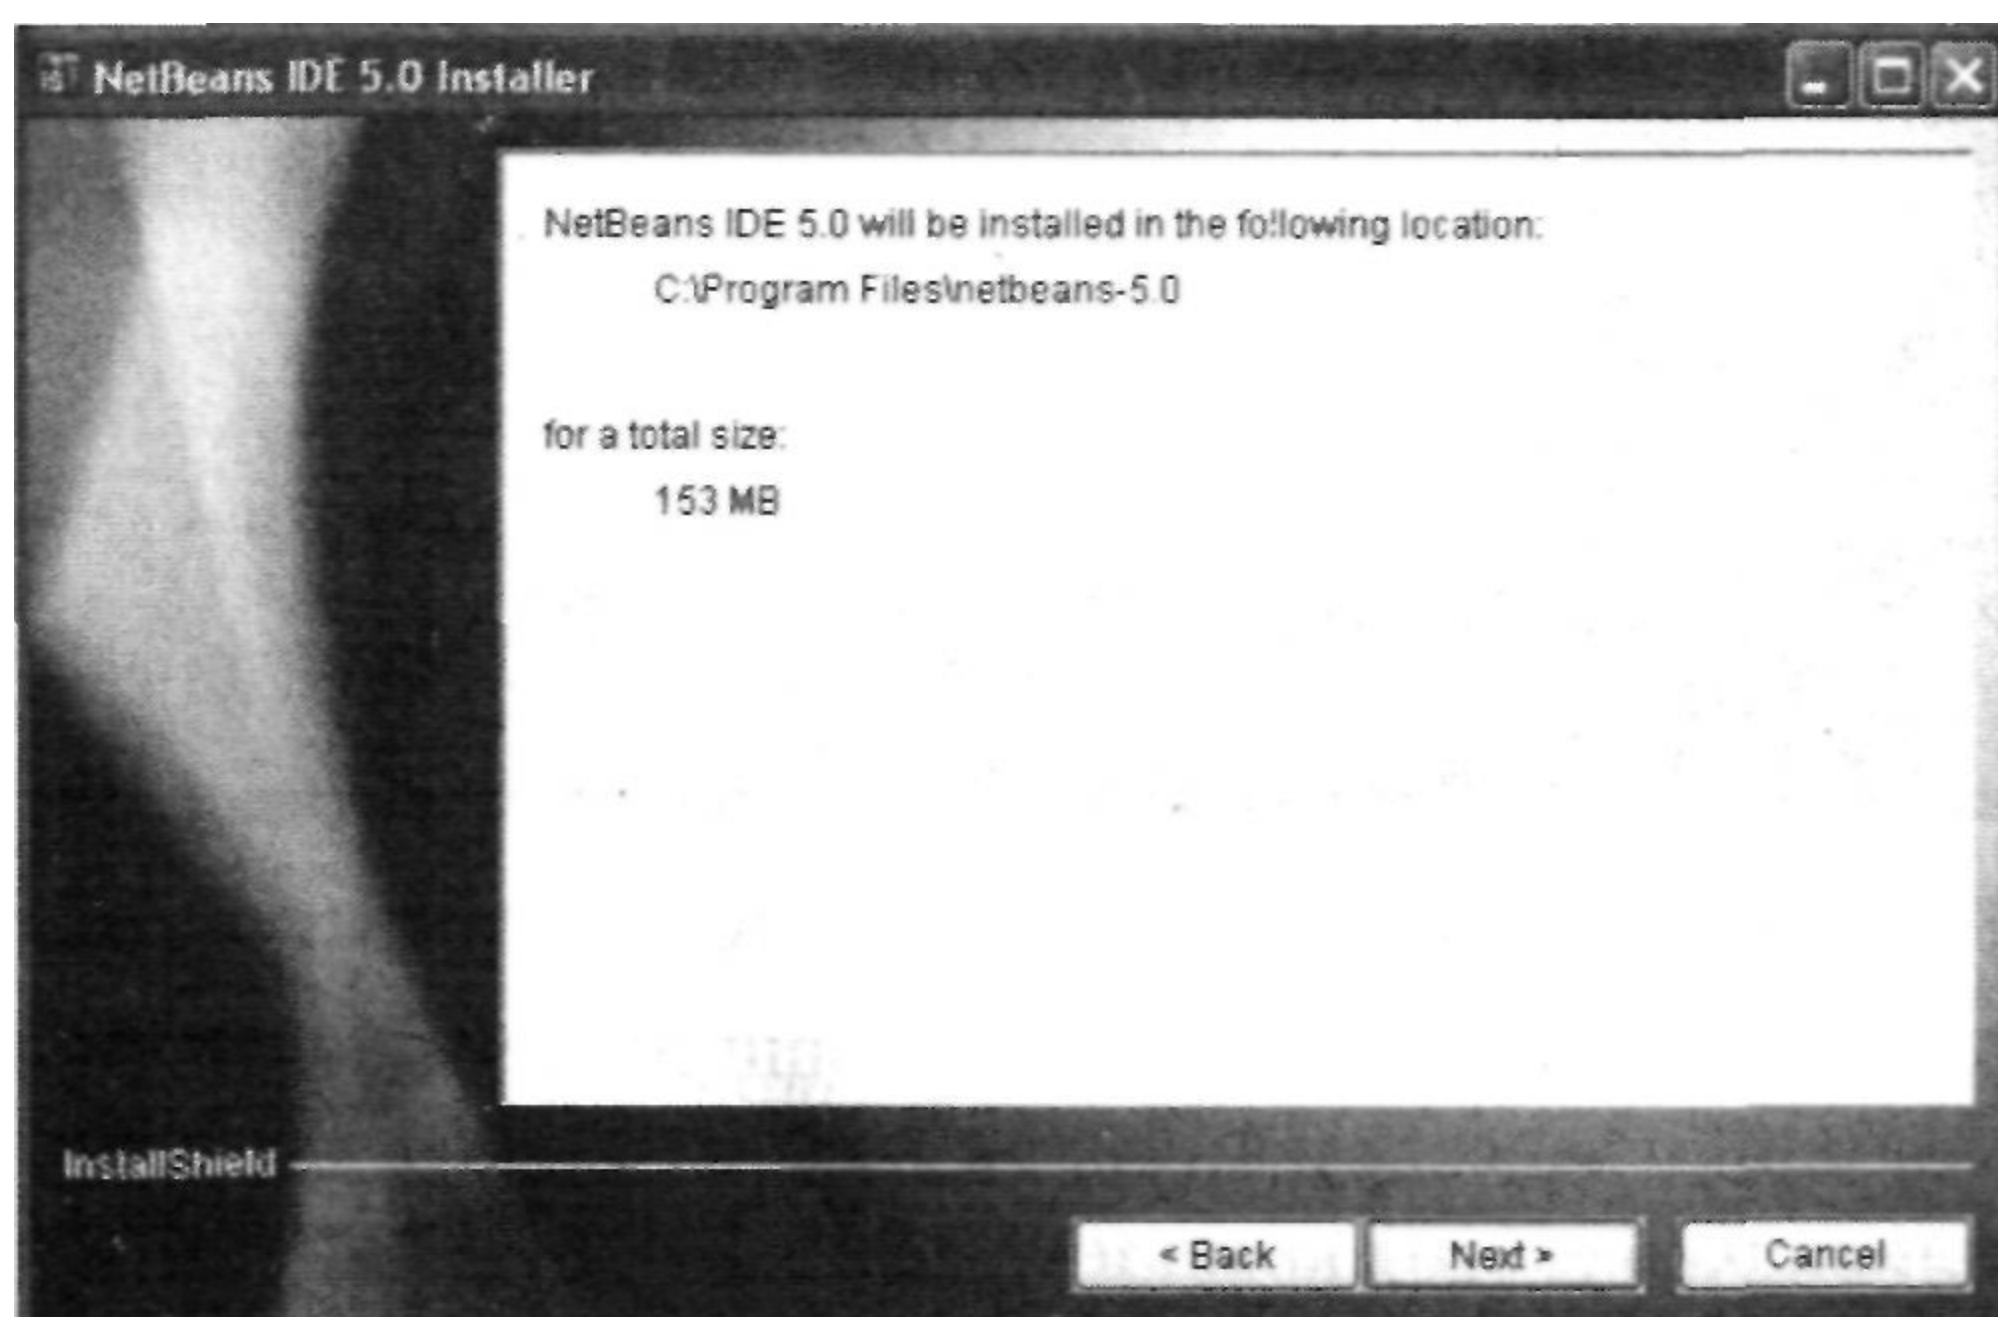 NetBeans IDE 5.0 Installer
NetBeans IDE 5.0 will be installed in the following location:
C:\Program Files\netbeans-5.0
for a total size:
153 MB
InstallShield
< Back
Next >
Cancel